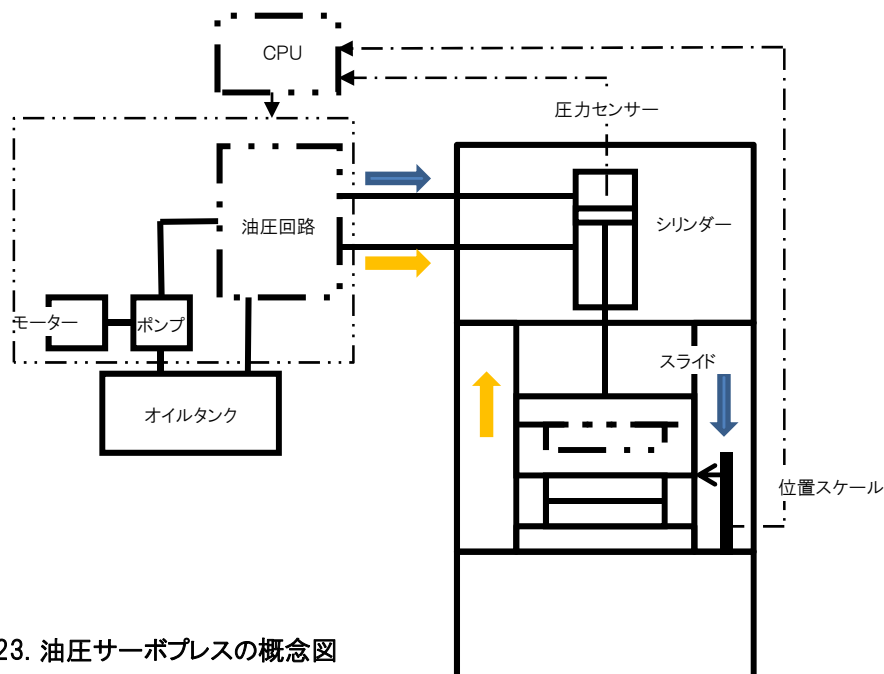 CPU
圧力センサー
油圧回路
シリンダー
モーター
ポンプ
スライド
オイルタンク
位置スケール
23. 油圧サーボプレスの概念図